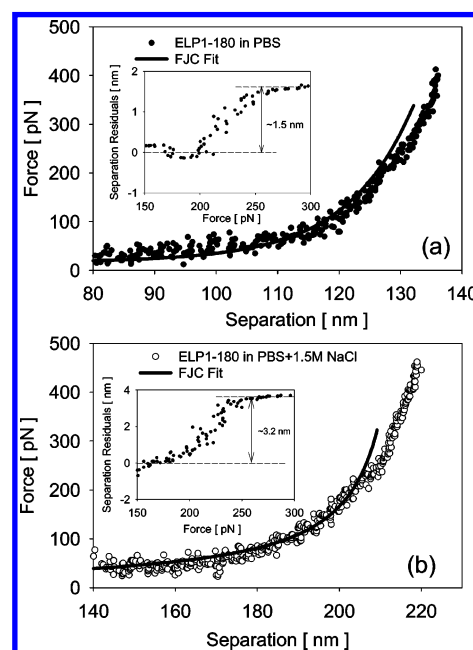 ELP1-180 in PBS
FJC Fit
500
400
300
200
100
0
Force [ pN ]
2
1
0
-1
Separation Residuals [ nm ]
~1.5 nm
150 200 250 300
Force [ pN ]
(a)
80 90 100 110 120 130 140
Separation [ nm ]
ELP1-180 in PBS+1.5M NaCl
FJC Fit
500
400
300
200
100
0
Force [ pN ]
4
2
0
2
Separation Residuals [ nm ]
~3.2 nm
150 200 250 300
Force [ pN ]
(b)
140 160 180 200 220
Separation [ nm ]